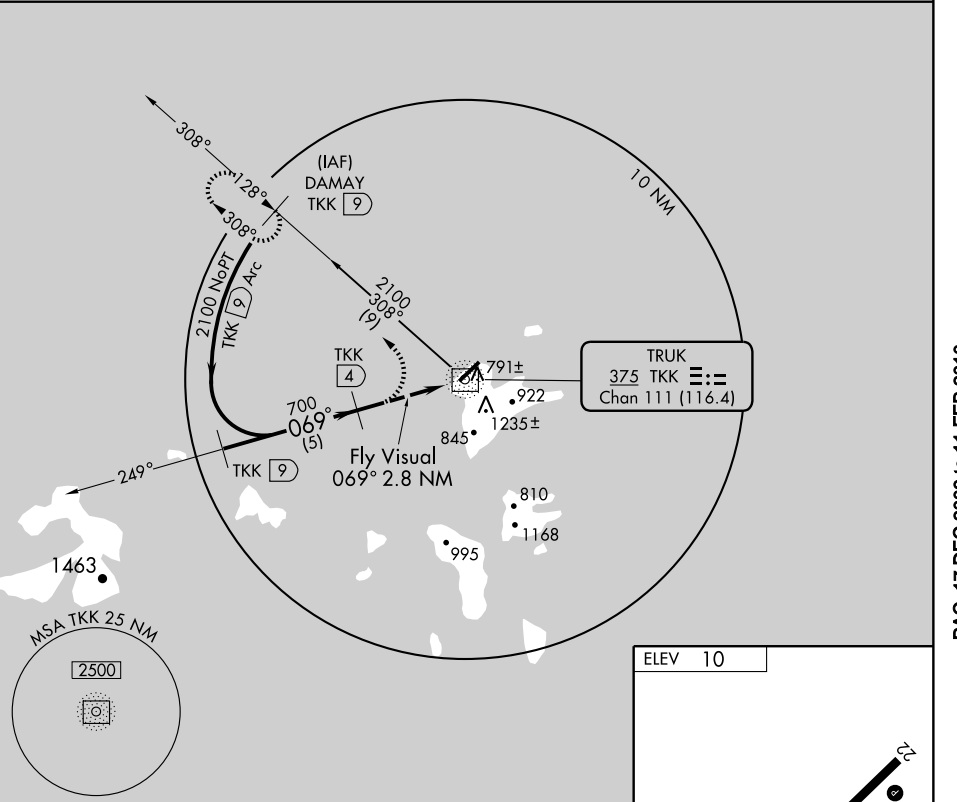 308°
(IAF)
DAMAY
TKK 9
128°
308°
10 NM
2100 NoPT
TKK 9 Arc
2100
308°
(9)
TKK
4
791±
TRUK
375 TKK
Chan 111 (116.4)
922
1235±
845
700
069°
(5)
Fly Visual
069° 2.8 NM
TKK 9
249°
810
1168
995
1463
MSA TKK 25 NM
2500
ELEV 10
22